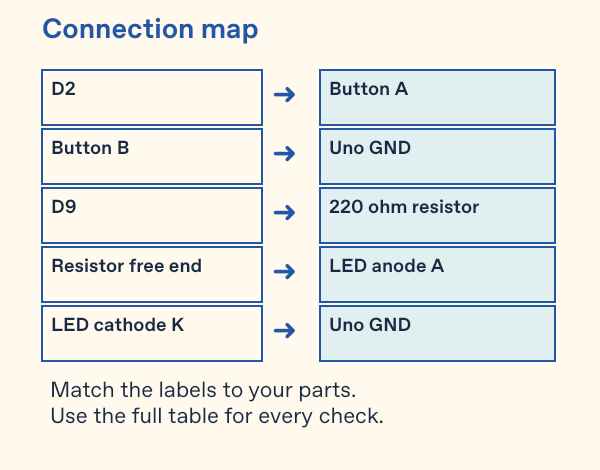 Connection map
D2 → Button A
Button B → Uno GND
D9 → 220 ohm resistor
Resistor free end → LED anode A
LED cathode K → Uno GND
Match the labels to your parts.
Use the full table for every check.